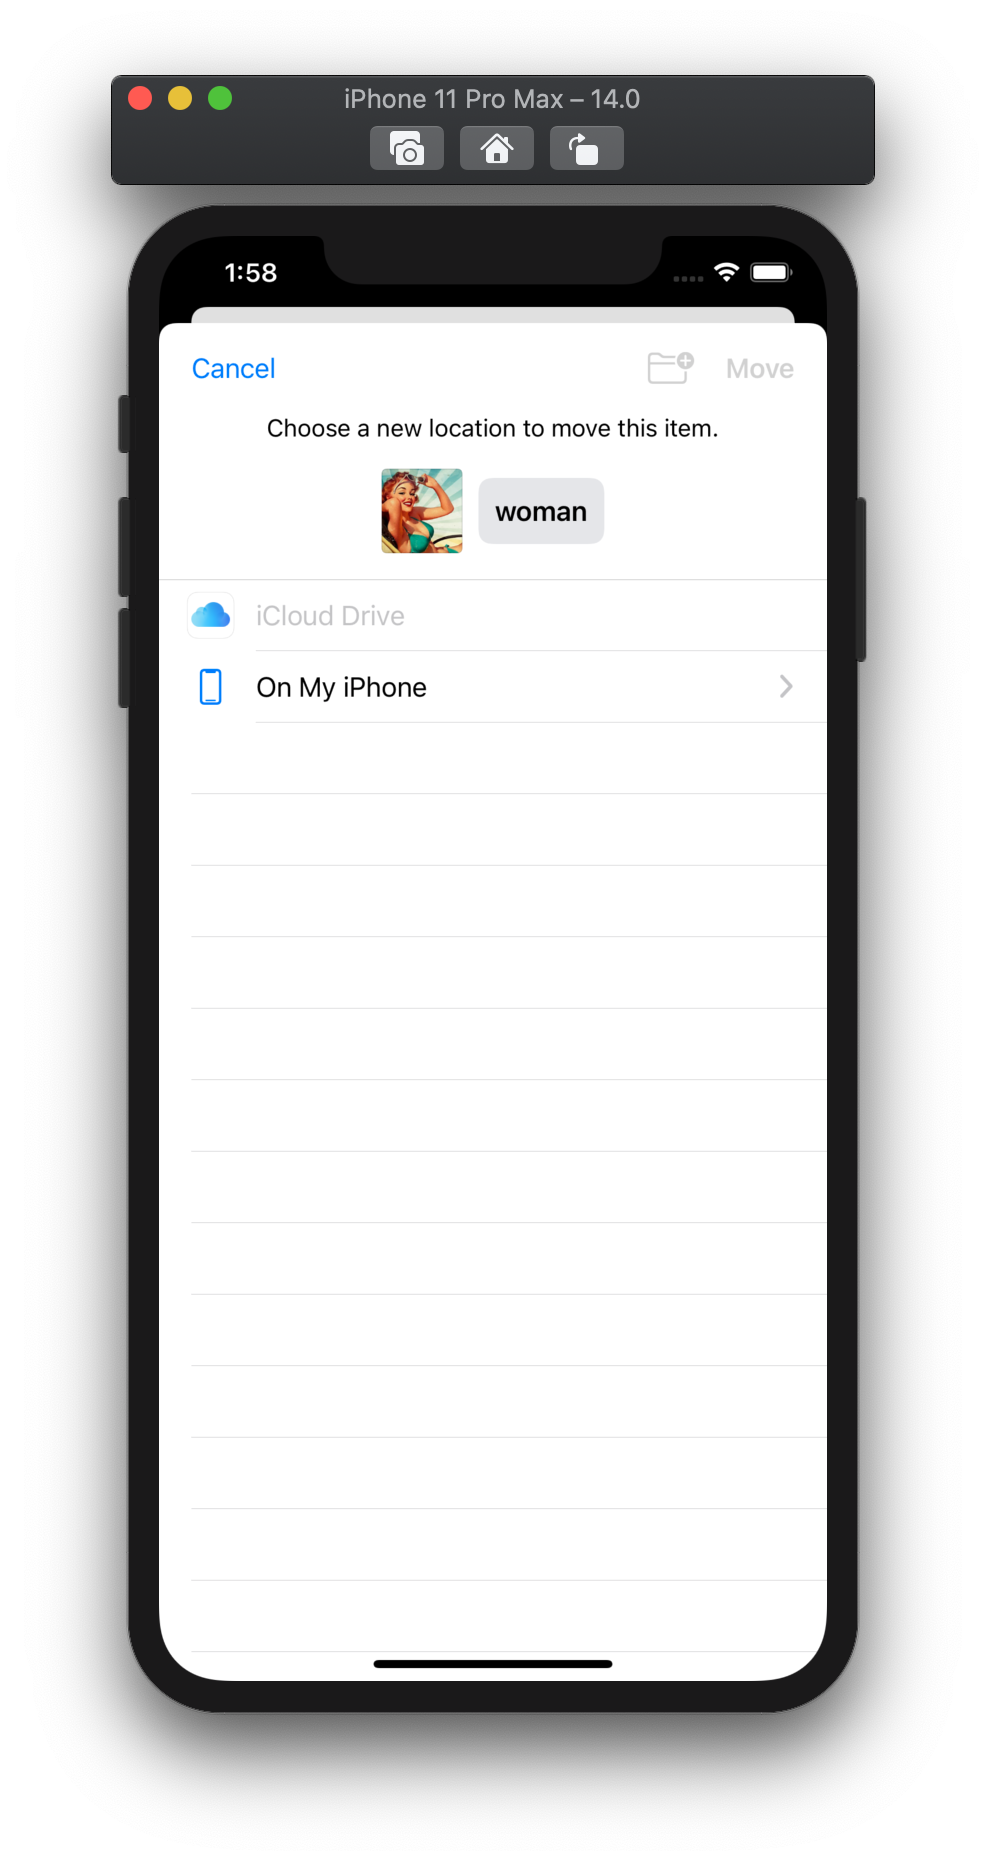 iPhone 11 Pro Max – 14.0
1:58
Cancel
Move
Choose a new location to move this item.
woman
iCloud Drive
On My iPhone